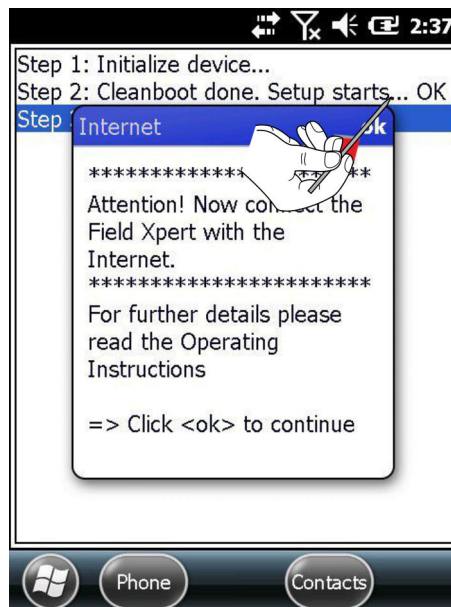 2:37
Step 1: Initialize device...
Step 2: Cleanboot done. Setup starts... OK
Step
Internet
ok
************************
Attention! Now connect the
Field Xpert with the
Internet.
************************
For further details please
read the Operating
Instructions
=> Click <ok> to continue
Phone
Contacts